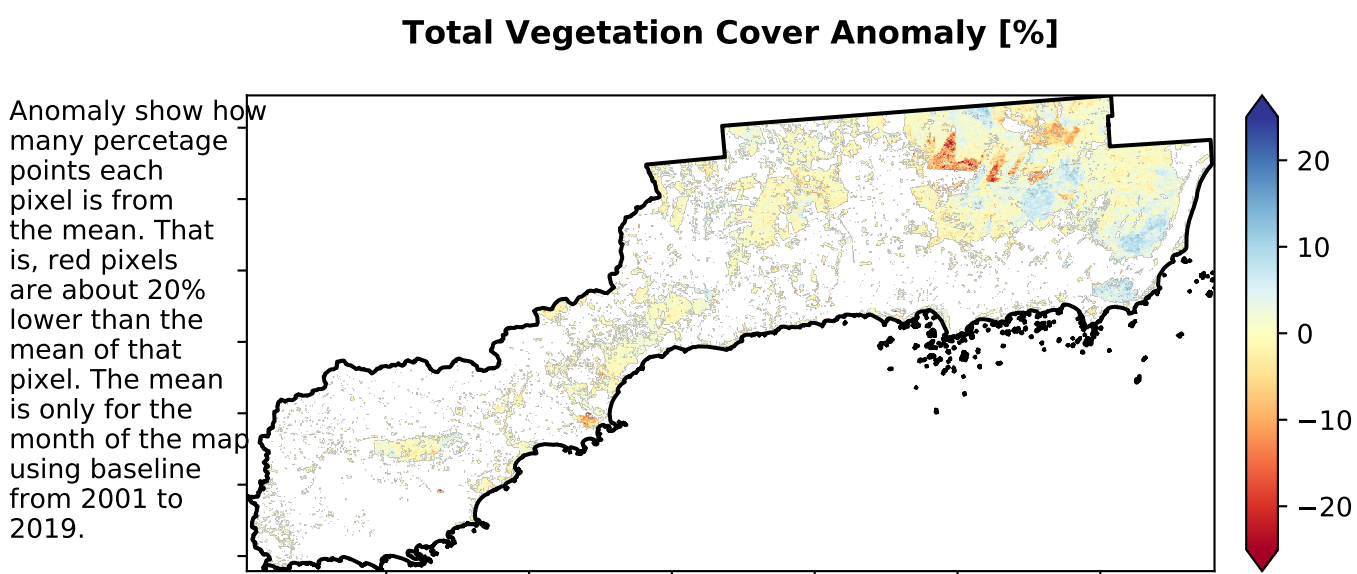 Total Vegetation Cover Anomaly [%]
Anomaly show how
many percetage
points each
pixel is from
the mean. That
is, red pixels
are about 20%
lower than the
mean of that
pixel. The mean
is only for the
month of the map
using baseline
from 2001 to
2019.
20
10
0
−10
−20